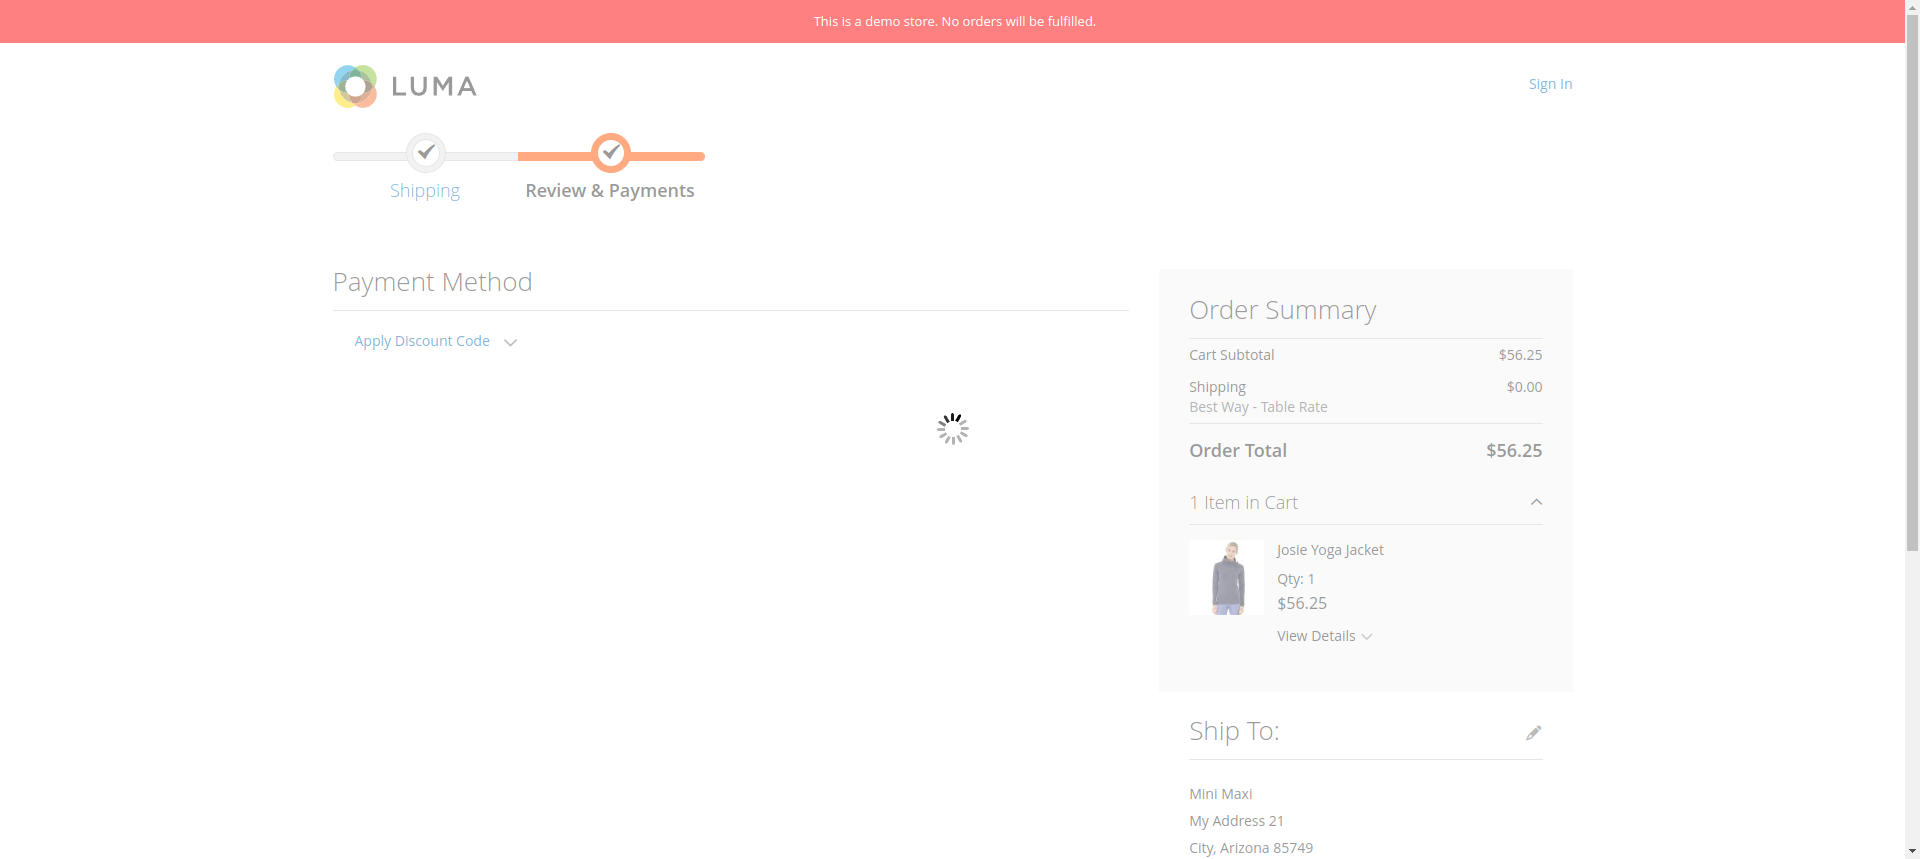 This is a demo store. No orders will be fulfilled.
LUMA
Sign In
Shipping
Review & Payments
Payment Method
Apply Discount Code
Order Summary
Cart Subtotal $56.25
Shipping $0.00
Best Way - Table Rate
Order Total $56.25
1 Item in Cart
Josie Yoga Jacket
Qty: 1
$56.25
View Details
Ship To:
Mini Maxi
My Address 21
City, Arizona 85749